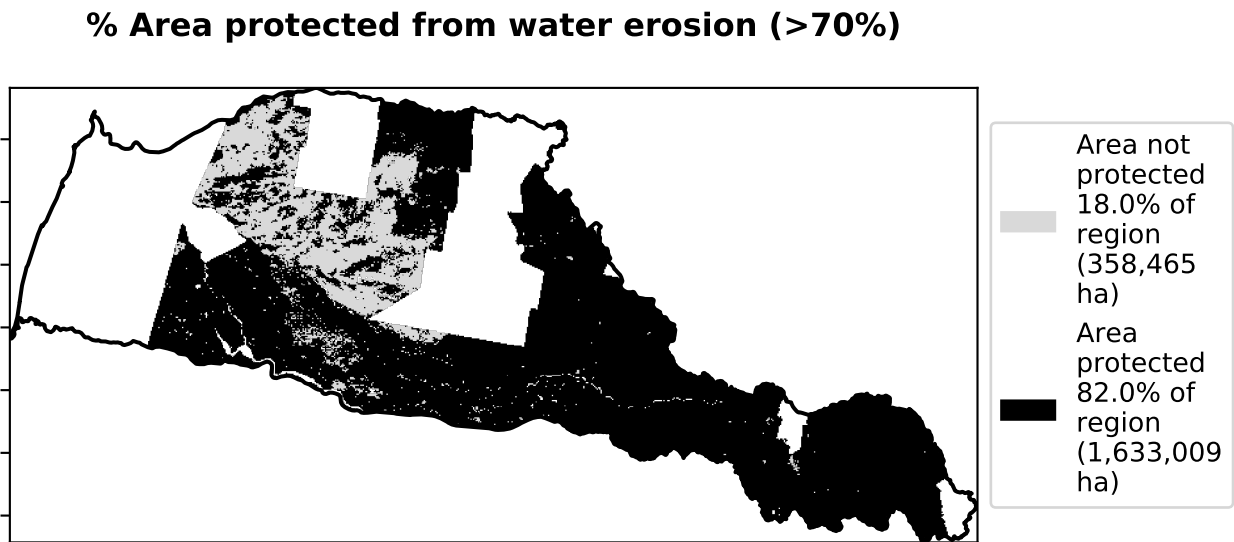 % Area protected from water erosion (>70%)
Area not
protected
18.0% of
region
(358,465
ha)
Area
protected
82.0% of
region
(1,633,009
ha)